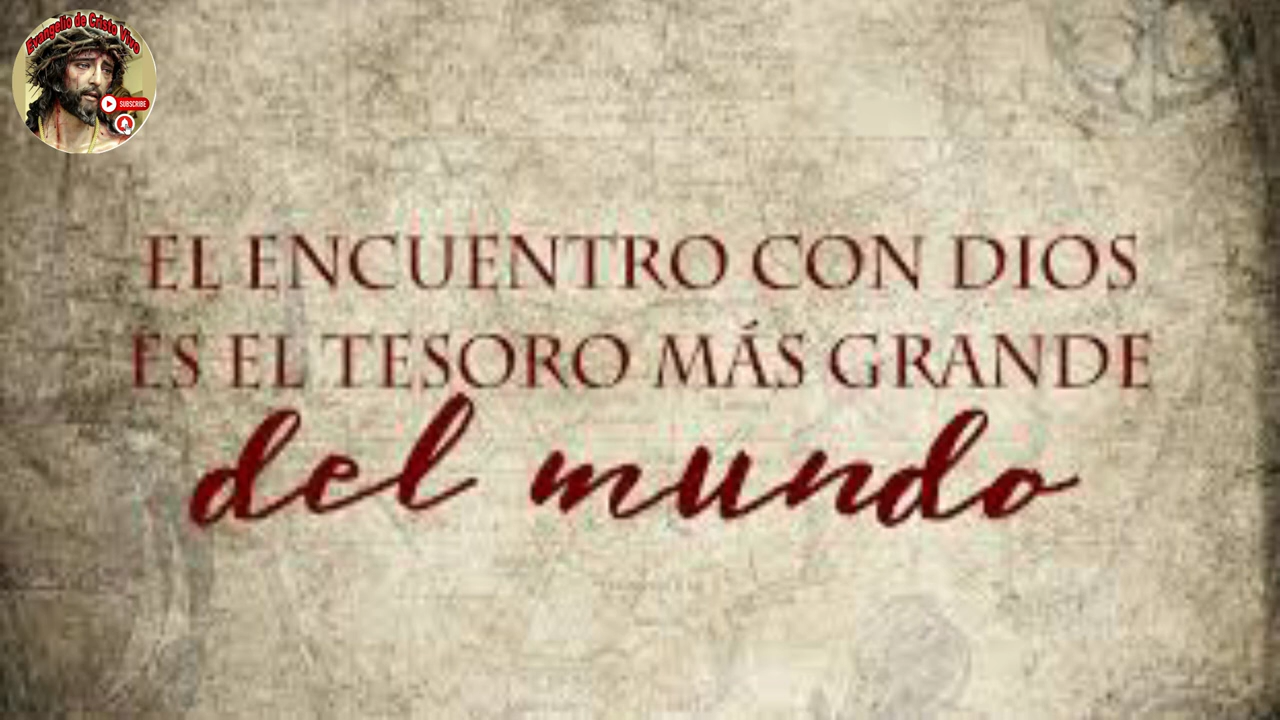 Evangelio de Cristo Vivo
SUBSCRIBE
EL ENCUENTRO CON DIOS
ES EL TESORO MÁS GRANDE
del mundo